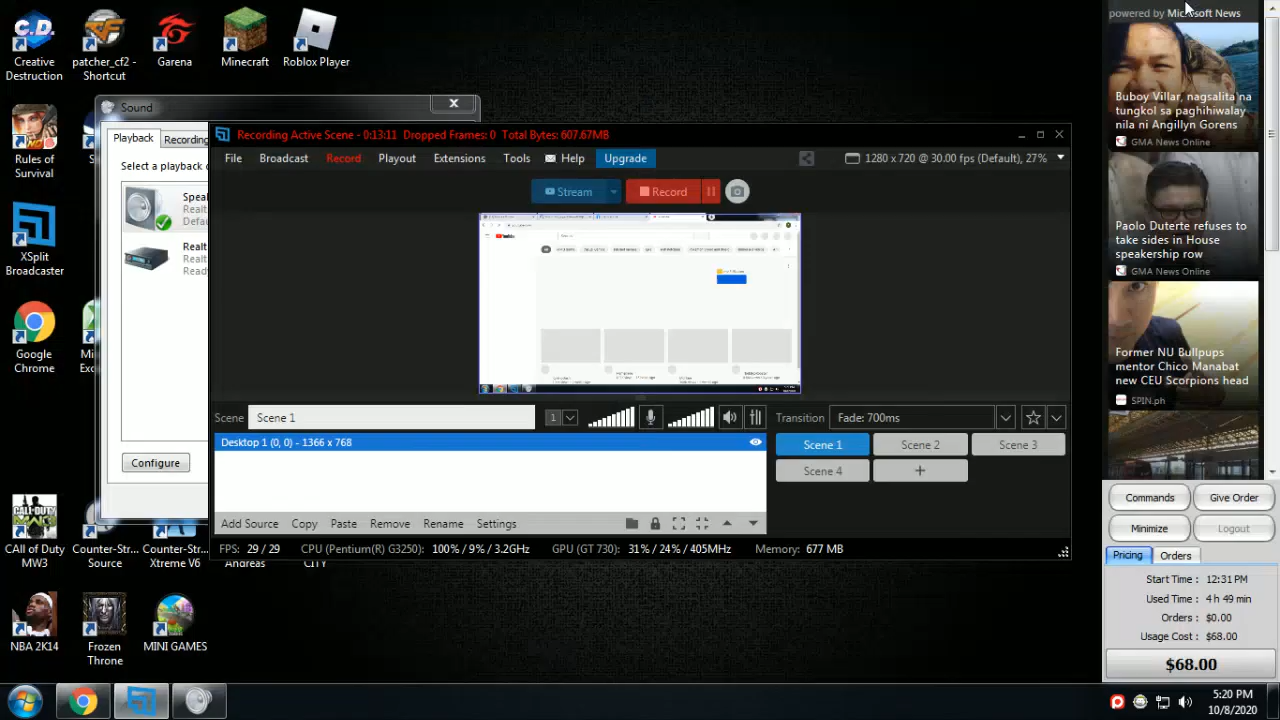 Creative
Destruction
patcher_cf2 -
Shortcut
Garena
Minecraft
Roblox Player
Rules of
Survival
XSplit
Broadcaster
Google
Chrome
CAll of Duty
MW3
Counter-Str...
Source
Counter-Str...
Xtreme V6
Andreas
CITY
NBA 2K14
Frozen
Throne
MINI GAMES
Sound
Playback
Recording
Select a playback d
Speal
Realt
Defau
Realt
Realt
Ready
Configure
Recording Active Scene - 0:13:11 Dropped Frames: 0 Total Bytes: 607.67MB
File Broadcast Record Playout Extensions Tools Help Upgrade
1280 x 720 @ 30.00 fps (Default), 27%
Stream Record
Scene Scene 1 1
Transition Fade: 700ms
Desktop 1 (0, 0) - 1366 x 768
Scene 1 Scene 2 Scene 3
Scene 4 +
Add Source Copy Paste Remove Rename Settings
FPS: 29 / 29 CPU (Pentium(R) G3250): 100% / 9% / 3.2GHz GPU (GT 730): 31% / 24% / 405MHz Memory: 677 MB
powered by Microsoft News
Buboy Villar, nagsalita na
tungkol sa paghihiwalay
nila ni Angillyn Gorens
GMA News Online
Paolo Duterte refuses to
take sides in House
speakership row
GMA News Online
Former NU Bullpups
mentor Chico Manabat
new CEU Scorpions head
SPIN.ph
Commands Give Order
Minimize Logout
Pricing Orders
Start Time : 12:31 PM
Used Time : 4 h 49 min
Orders : $0.00
Usage Cost : $68.00
$68.00
5:20 PM
10/8/2020